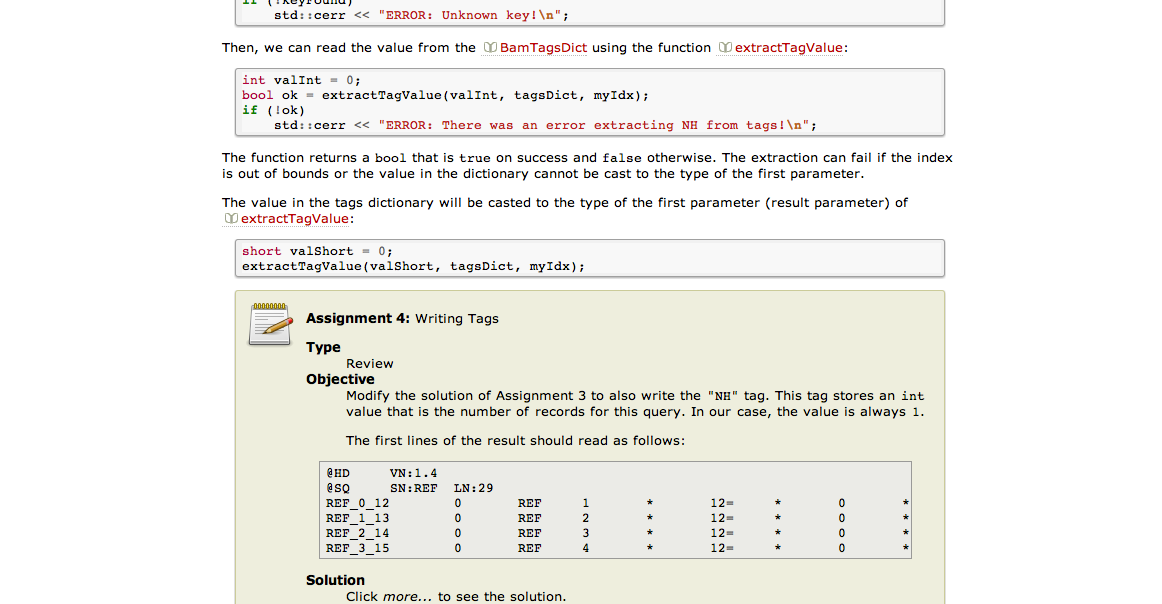 std::cerr << "ERROR: Unknown key!\n";
Then, we can read the value from the BamTagsDict using the function extractTagValue:
int valInt = 0;
bool ok = extractTagValue(valInt, tagsDict, myIdx);
if (!ok)
std::cerr << "ERROR: There was an error extracting NH from tags!\n";
The function returns a bool that is true on success and false otherwise. The extraction can fail if the index
is out of bounds or the value in the dictionary cannot be cast to the type of the first parameter.
The value in the tags dictionary will be casted to the type of the first parameter (result parameter) of
extractTagValue:
short valShort = 0;
extractTagValue(valShort, tagsDict, myIdx);
Assignment 4: Writing Tags
Type
Review
Objective
Modify the solution of Assignment 3 to also write the "NH" tag. This tag stores an int
value that is the number of records for this query. In our case, the value is always 1.
The first lines of the result should read as follows:
@HD VN:1.4
@SQ SN:REF LN:29
REF_0_12 0 REF 1 * 12= * 0 *
REF_1_13 0 REF 2 * 12= * 0 *
REF_2_14 0 REF 3 * 12= * 0 *
REF_3_15 0 REF 4 * 12= * 0 *
Solution
Click more... to see the solution.